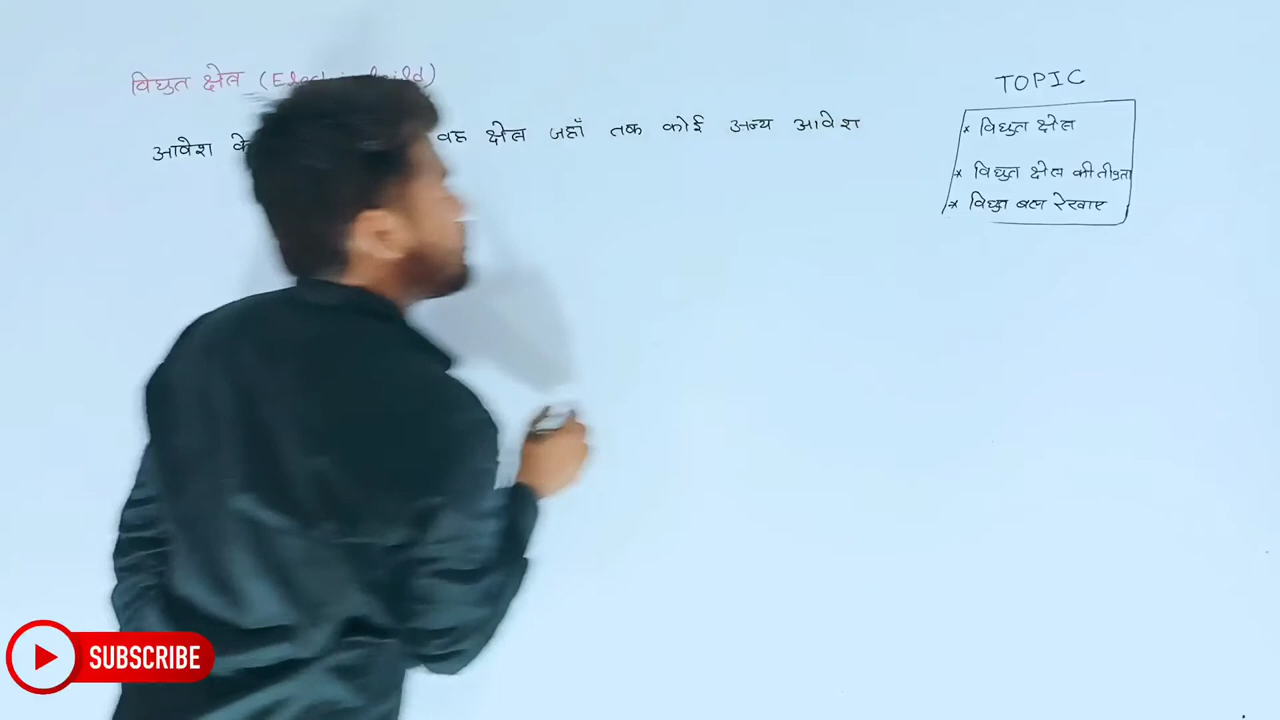 विद्युत क्षेत्र
आवेश वह क्षेत्र जहाँ तक कोई अन्य आवेश
TOPIC
* विद्युत क्षेत्र
* विद्युत क्षेत्र की तीव्रता
* विद्युत बल रेखाए
SUBSCRIBE